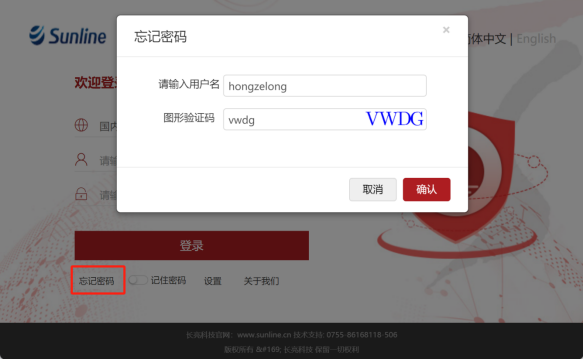 Sunline
忘记密码
×
简体中文 | English
欢迎登
请输入用户名 hongzelong
图形验证码 vwdg VWDG
国内
请输
请输
取消 确认
登录
忘记密码 记住密码 设置 关于我们
长亮科技官网：www.sunline.cn 技术支持: 0755-86168118-506
版权所有 &#169; 长亮科技 保留一切权利